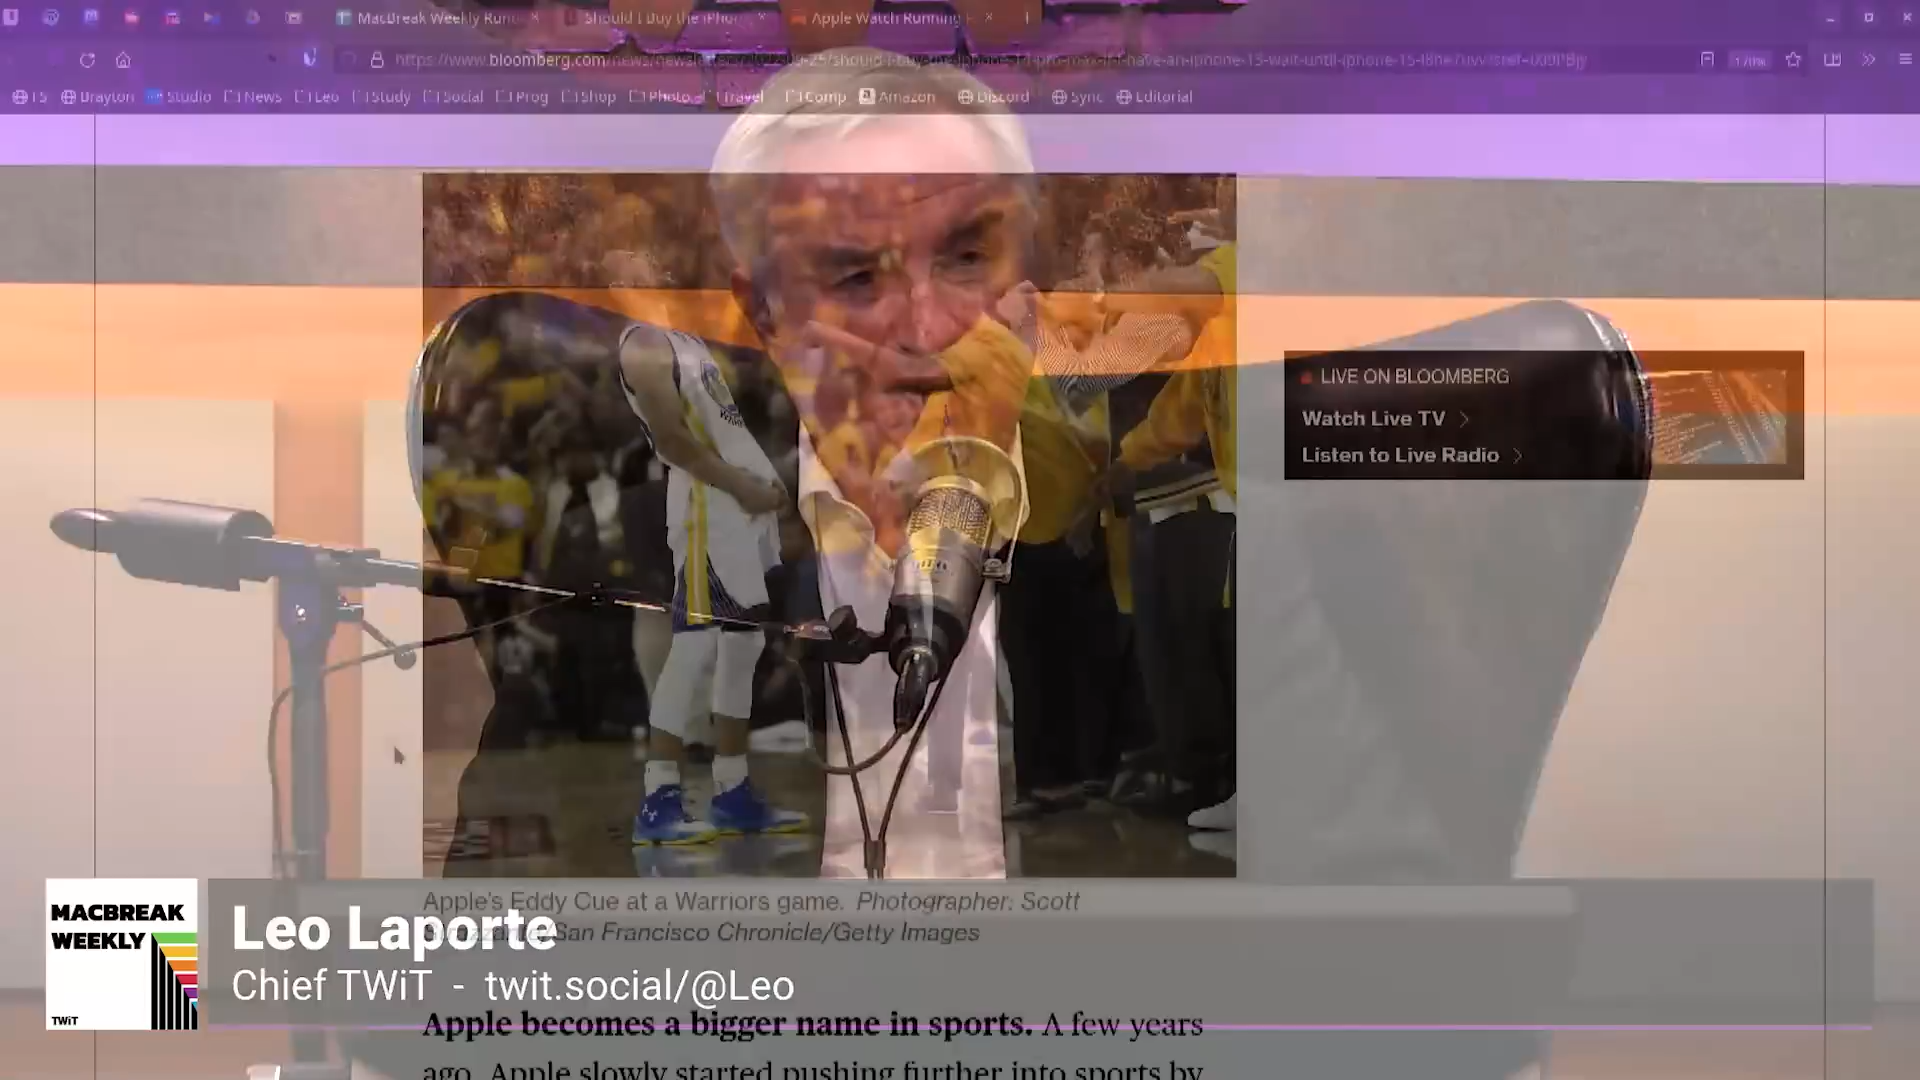 MacBreak Weekly Run
Should I Buy the iPhon
Apple Watch Running
TS
Brayton
Studio
News
Leo
Study
Social
Prog
Shop
Photo
Travel
Comp
Amazon
Discord
Sync
Editorial
LIVE ON BLOOMBERG
Watch Live TV
Listen to Live Radio
Apple's Eddy Cue at a Warriors game. Photographer: Scott
San Francisco Chronicle/Getty Images
MACBREAK
WEEKLY
TWiT
Leo Laporte
Chief TWiT - twit.social/@Leo
Apple becomes a bigger name in sports. A few years
ago, Apple slowly started pushing further into sports by